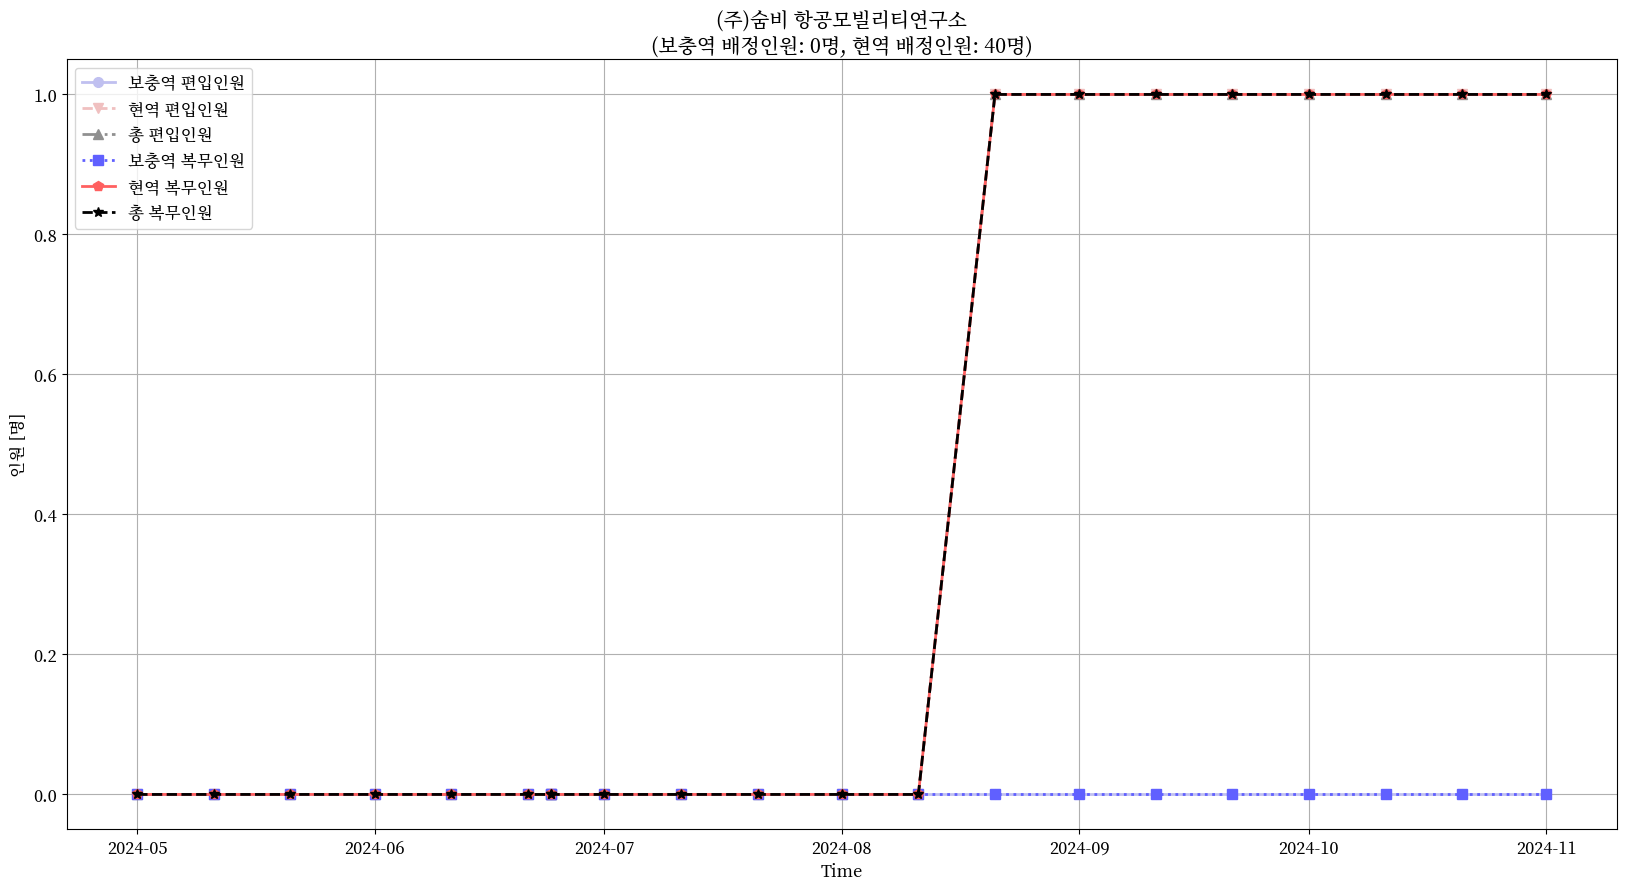 (주)숨비 항공모빌리티연구소
(보충역 배정인원: 0명, 현역 배정인원: 40명)
보충역 편입인원
현역 편입인원
총 편입인원
보충역 복무인원
현역 복무인원
총 복무인원
1.0
0.8
0.6
0.4
0.2
0.0
인원 [명]
2024-05 2024-06 2024-07 2024-08 2024-09 2024-10 2024-11
Time